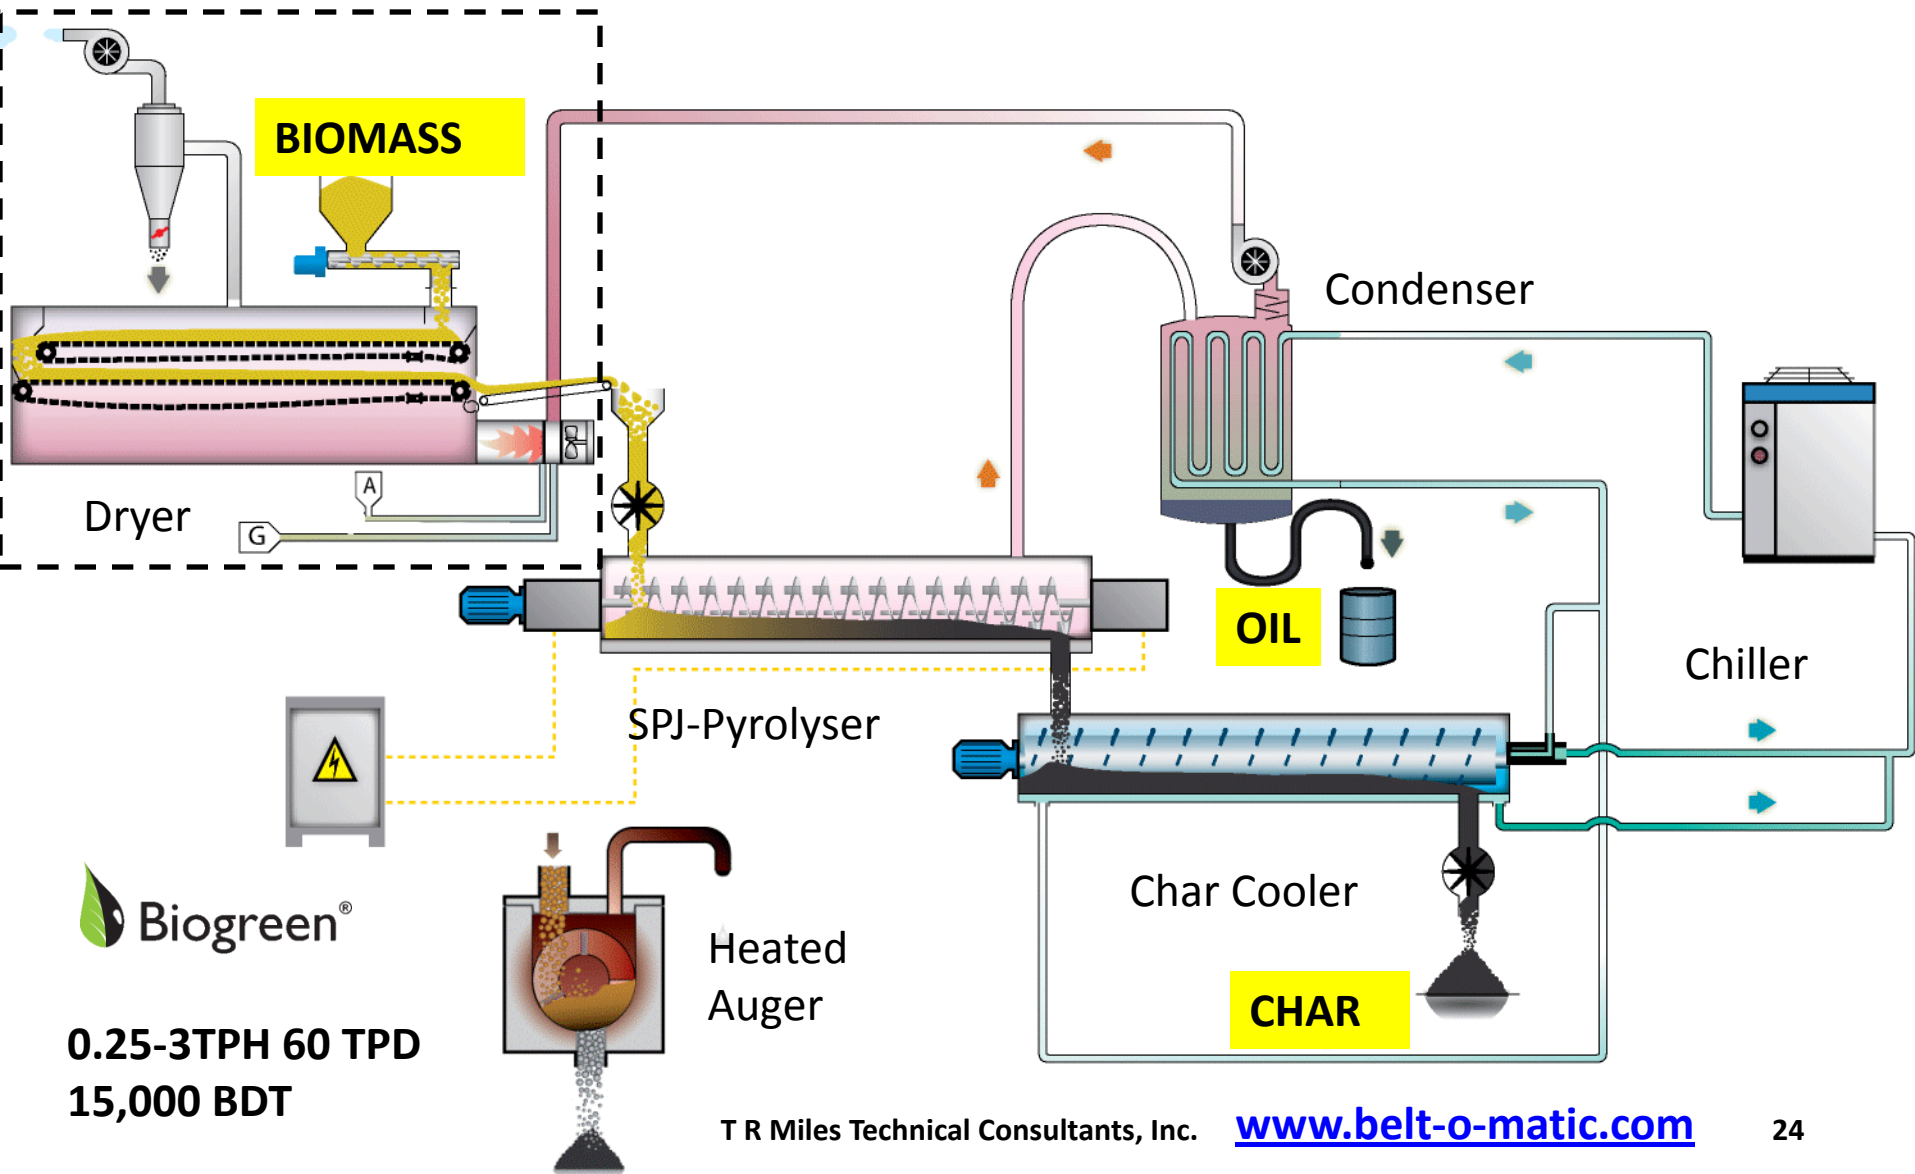 BIOMASS
Condenser
A
Dryer
G
OIL
Chiller
SPJ-Pyrolyser
Char Cooler
Biogreen®
Heated
Auger
CHAR
0.25-3TPH 60 TPD
15,000 BDT
T R Miles Technical Consultants, Inc. www.belt-o-matic.com 24